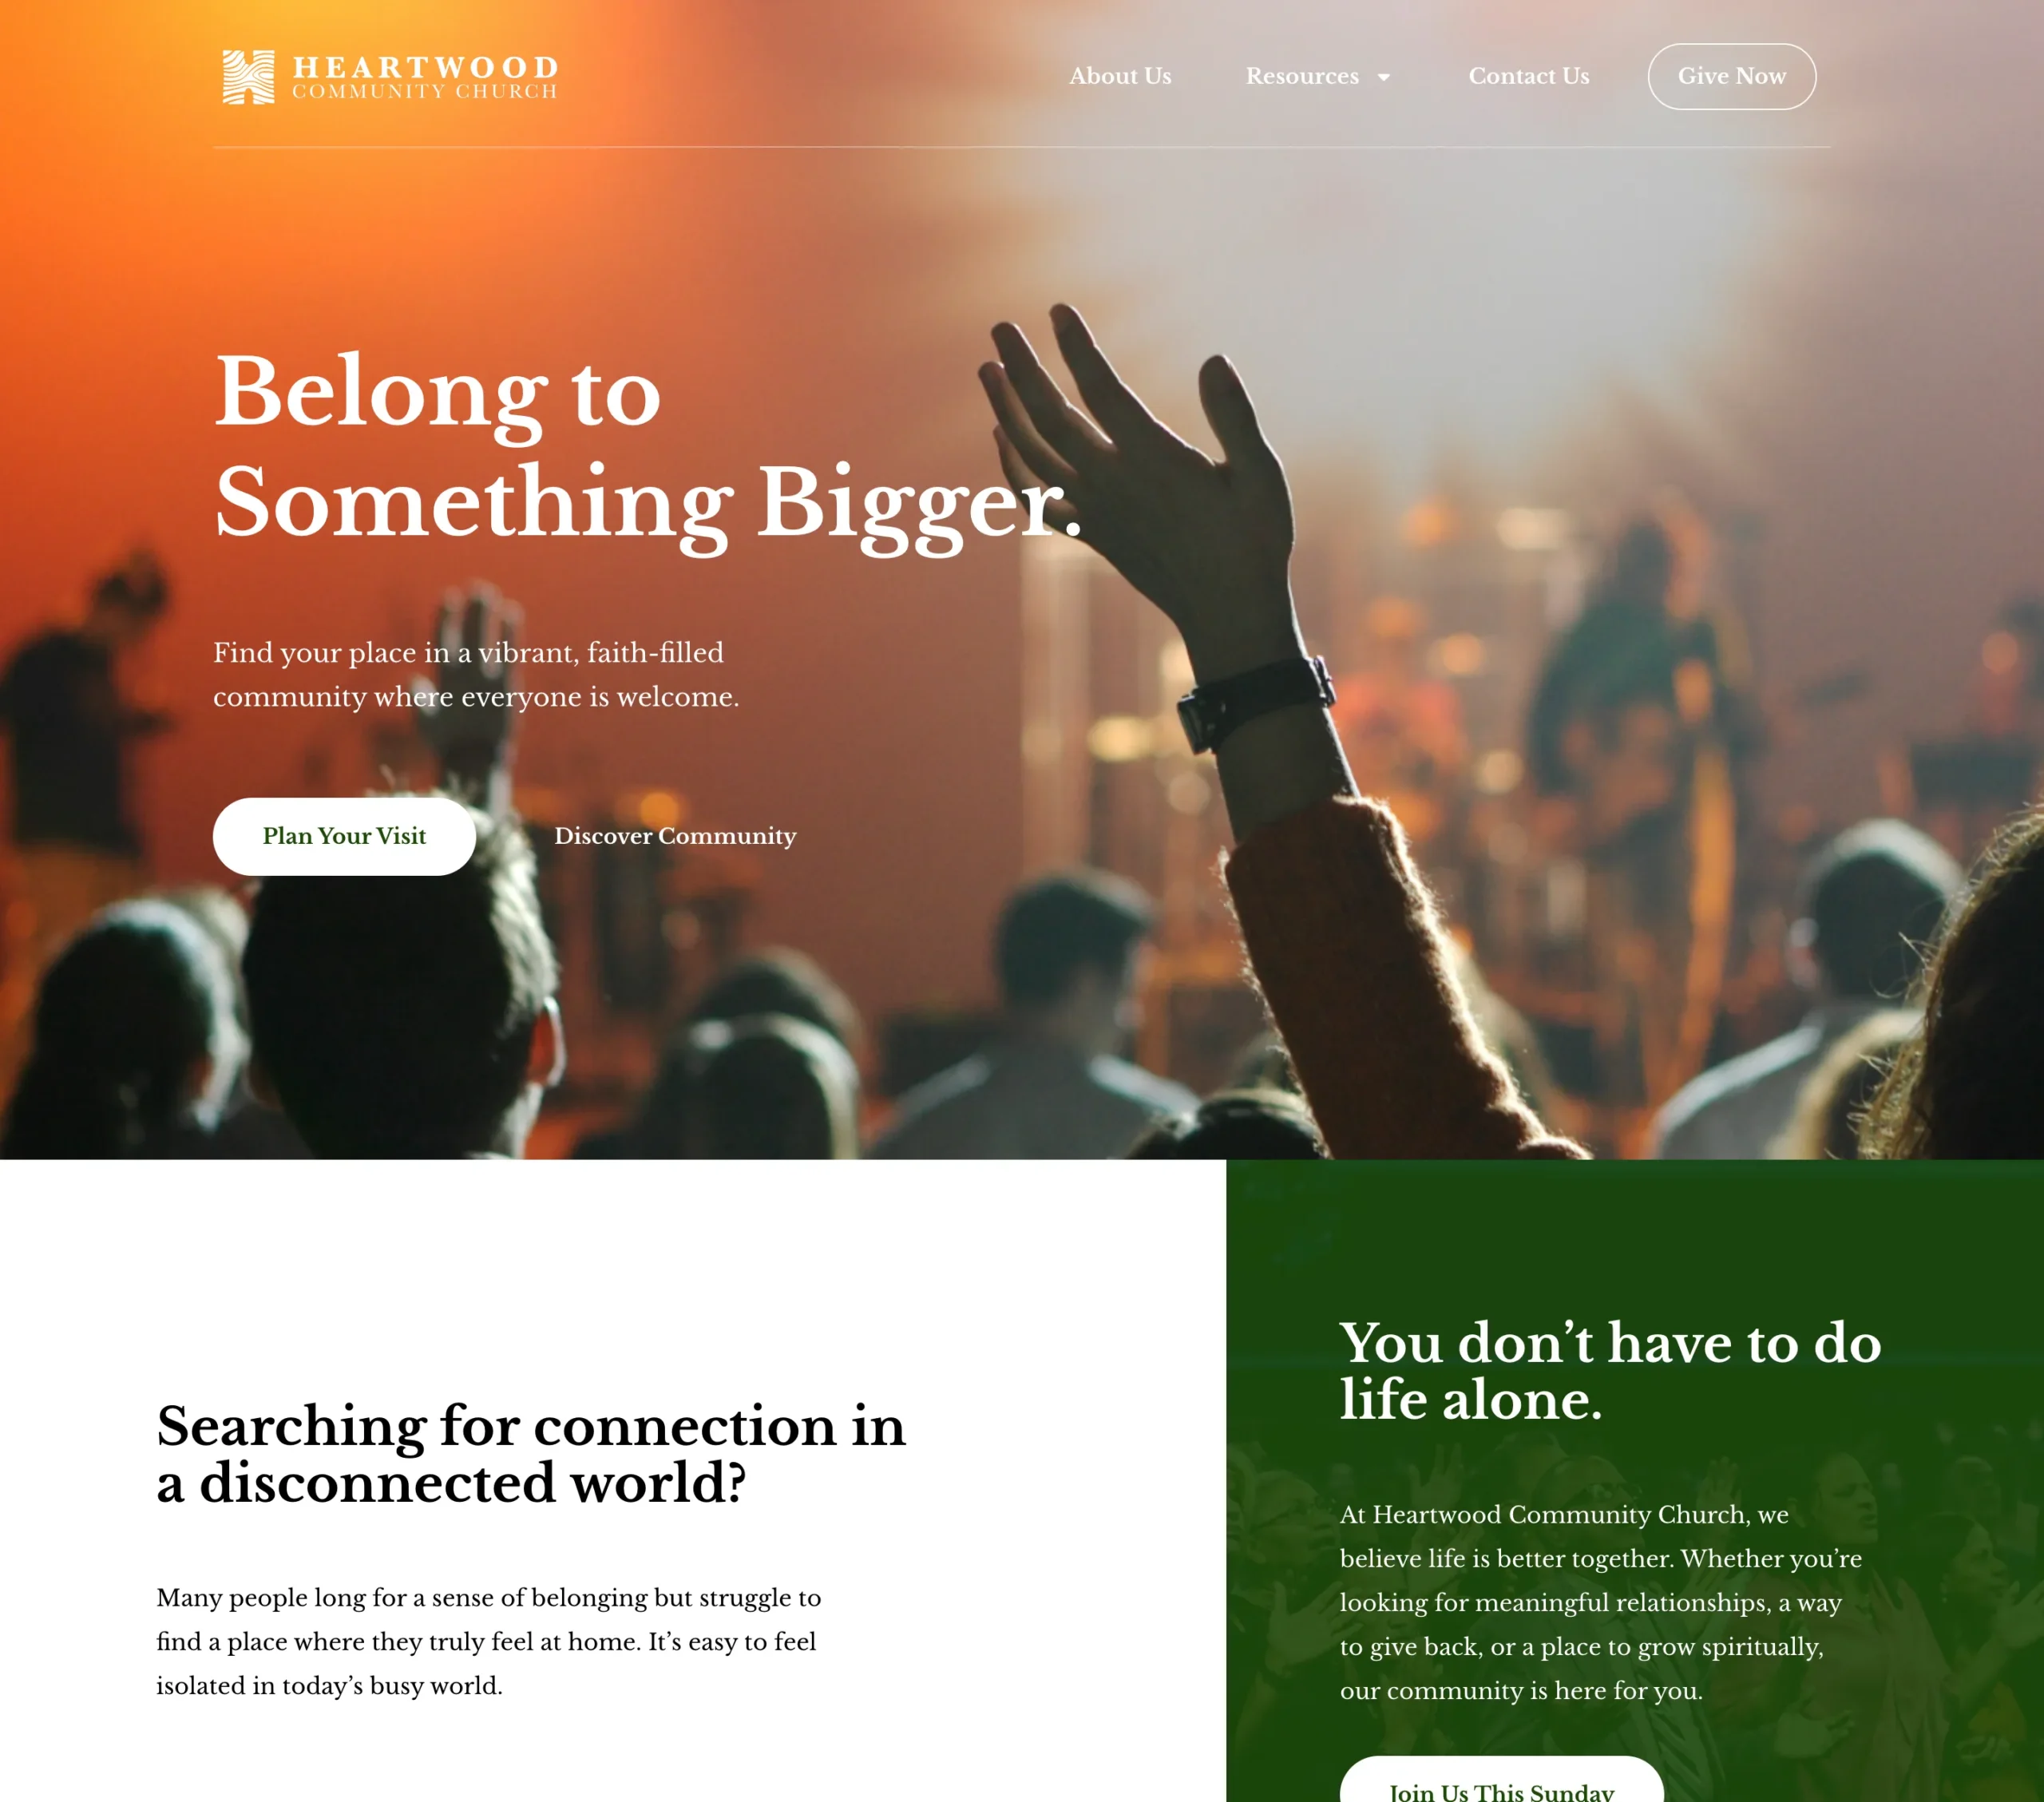 HEARTWOOD
COMMUNITY CHURCH
About Us
Resources
Contact Us
Give Now
Belong to
Something Bigger.
Find your place in a vibrant, faith-filled
community where everyone is welcome.
Plan Your Visit
Discover Community
Searching for connection in
a disconnected world?
Many people long for a sense of belonging but struggle to
find a place where they truly feel at home. It’s easy to feel
isolated in today’s busy world.
You don’t have to do
life alone.
At Heartwood Community Church, we
believe life is better together. Whether you’re
looking for meaningful relationships, a way
to give back, or a place to grow spiritually,
our community is here for you.
Join Us This Sunday